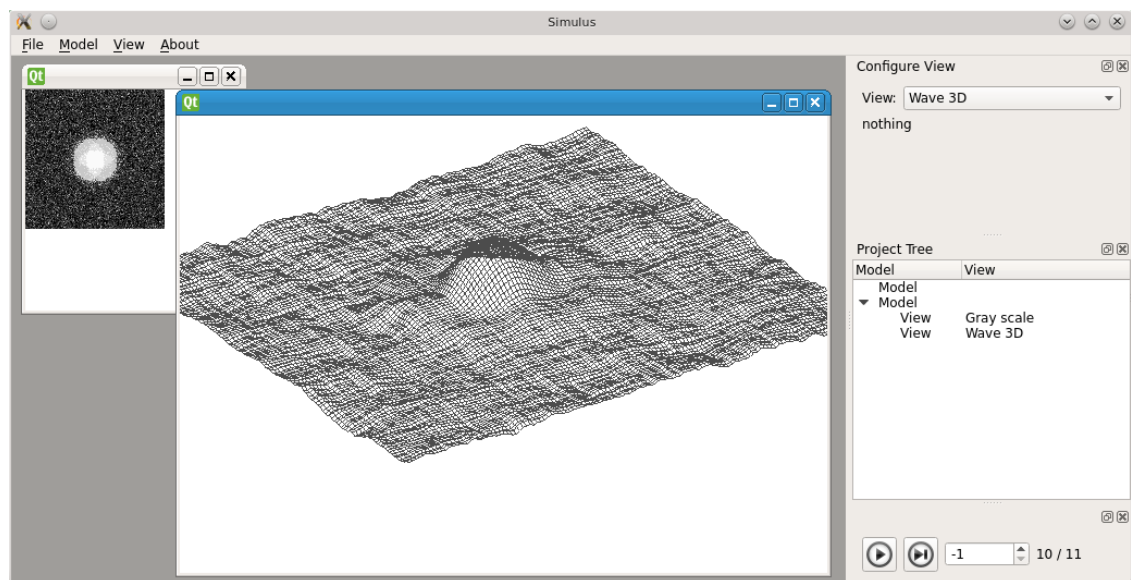 Simulus
File Model View About
Qt
Qt
Configure View
View: Wave 3D
nothing
Project Tree
Model View
Model
Model
View Gray scale
View Wave 3D
-1 10 / 11